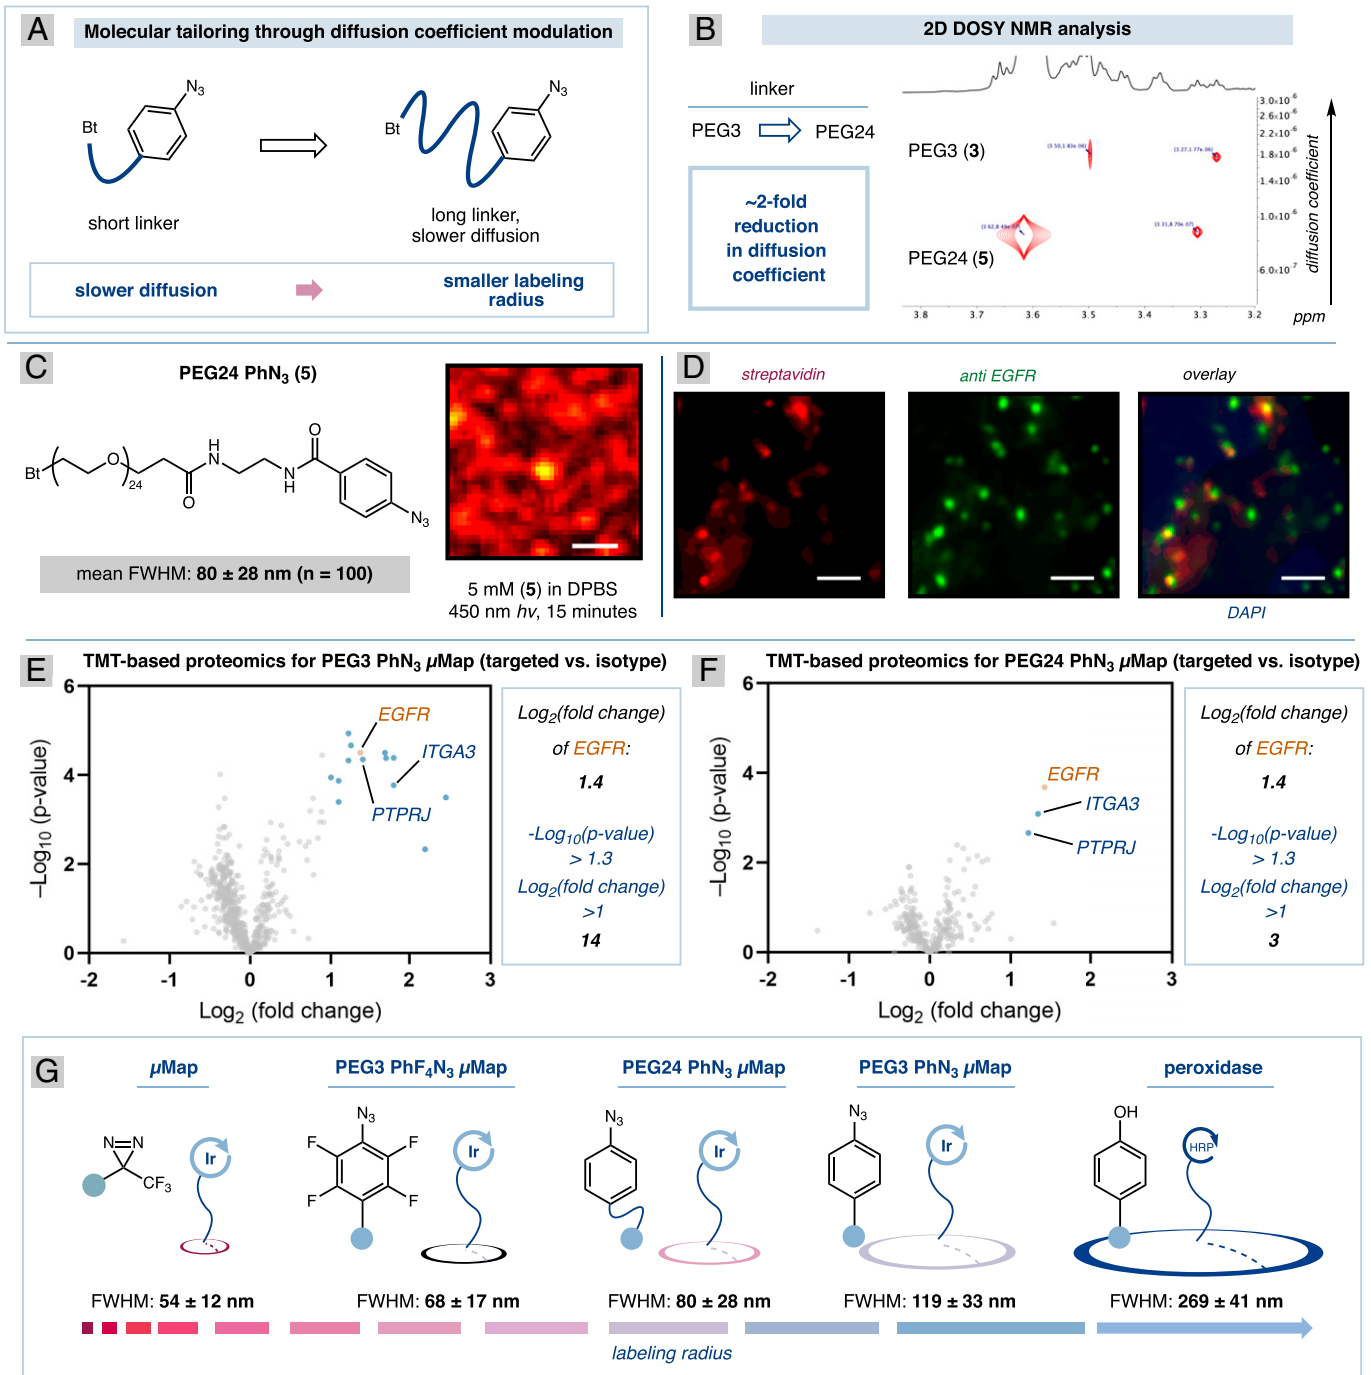 A
Molecular tailoring through diffusion coefficient modulation
N3
N3
Bt
Bt
short linker
long linker,
slower diffusion
slower diffusion
smaller labeling
radius
B
2D DOSY NMR analysis
linker
PEG3
PEG24
~2-fold
reduction
in diffusion
coefficient
PEG3 (3)
PEG24 (5)
(3.50,1.83e-06)
(3.27,1.77e-06)
3.0×10⁻⁶
2.6×10⁻⁶
2.2×10⁻⁶
1.8×10⁻⁶
1.4×10⁻⁶
1.0×10⁻⁶
6.0×10⁻⁷
diffusion coefficient
3.8
3.7
3.6
3.5
3.4
3.3
3.2
ppm
C
PEG24 PhN₃ (5)
Bt
O
24
O
H
N
N
H
O
N₃
mean FWHM: 80 ± 28 nm (n = 100)
5 mM (5) in DPBS
450 nm hv, 15 minutes
D
streptavidin
anti EGFR
overlay
DAPI
E
TMT-based proteomics for PEG3 PhN₃ µMap (targeted vs. isotype)
6
4
2
0
–Log₁₀ (p-value)
EGFR
ITGA3
PTPRJ
-2
-1
0
1
2
3
Log₂ (fold change)
Log₂(fold change)
of EGFR:
1.4
-Log₁₀(p-value)
> 1.3
Log₂(fold change)
>1
14
F
TMT-based proteomics for PEG24 PhN₃ µMap (targeted vs. isotype)
6
4
2
0
–Log₁₀ (p-value)
EGFR
ITGA3
PTPRJ
-2
-1
0
1
2
3
Log₂ (fold change)
Log₂(fold change)
of EGFR:
1.4
-Log₁₀(p-value)
> 1.3
Log₂(fold change)
>1
3
G
µMap
PEG3 PhF₄N₃ µMap
PEG24 PhN₃ µMap
PEG3 PhN₃ µMap
peroxidase
N=N
CF₃
Ir
N₃
F
F
F
F
Ir
N₃
Ir
N₃
Ir
OH
HRP
FWHM: 54 ± 12 nm
FWHM: 68 ± 17 nm
FWHM: 80 ± 28 nm
FWHM: 119 ± 33 nm
FWHM: 269 ± 41 nm
labeling radius